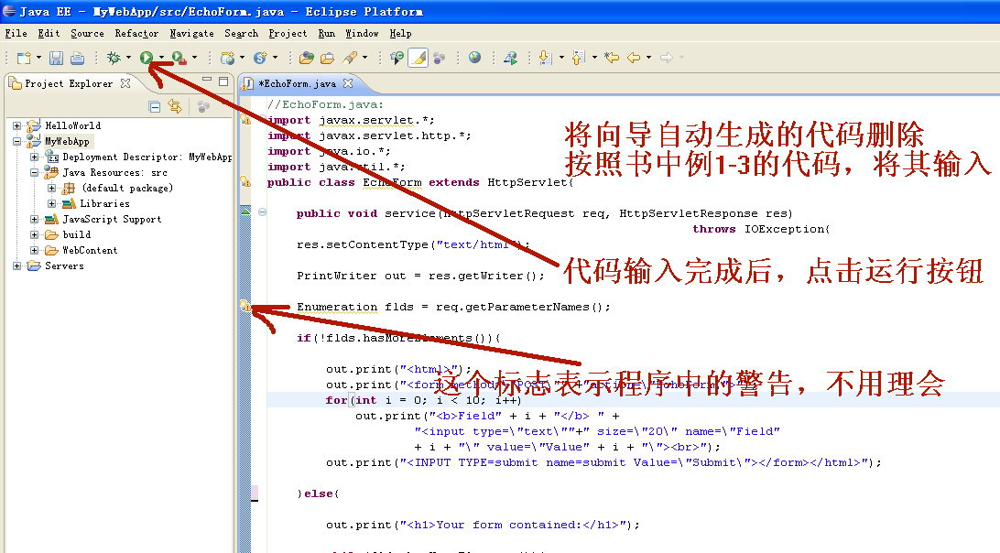 Java EE - MyWebApp/src/EchoForm.java - Eclipse Platform
File Edit Source Refactor Navigate Search Project Run Window Help
Project Explorer
*EchoForm.java
HelloWorld
MyWebApp
Deployment Descriptor: MyWebApp
Java Resources: src
(default package)
Libraries
JavaScript Support
build
WebContent
Servers
//EchoForm.java:
import javax.servlet.*;
import javax.servlet.http.*;
import java.io.*;
import java.util.*;
public class EchoForm extends HttpServlet{
public void service(HttpServletRequest req, HttpServletResponse res)
throws IOException{
res.setContentType("text/html");
PrintWriter out = res.getWriter();
Enumeration flds = req.getParameterNames();
if(!flds.hasMoreElements()){
out.print("<html>");
out.print("<form method=\"POST\"
for(int i = 0; i < 10; i++)
out.print("<b>Field" + i + "</b> " +
"<input type=\"text\""+" size=\"20\" name=\"Field"
+ i + "\" value=\"Value" + i + "\"><br>");
out.print("<INPUT TYPE=submit name=submit Value=\"Submit\"></form></html>");
}else{
out.print("<h1>Your form contained:</h1>");
将向导自动生成的代码删除
按照书中例1-3的代码，将其输入
代码输入完成后，点击运行按钮
这个标志表示程序中的警告，不用理会